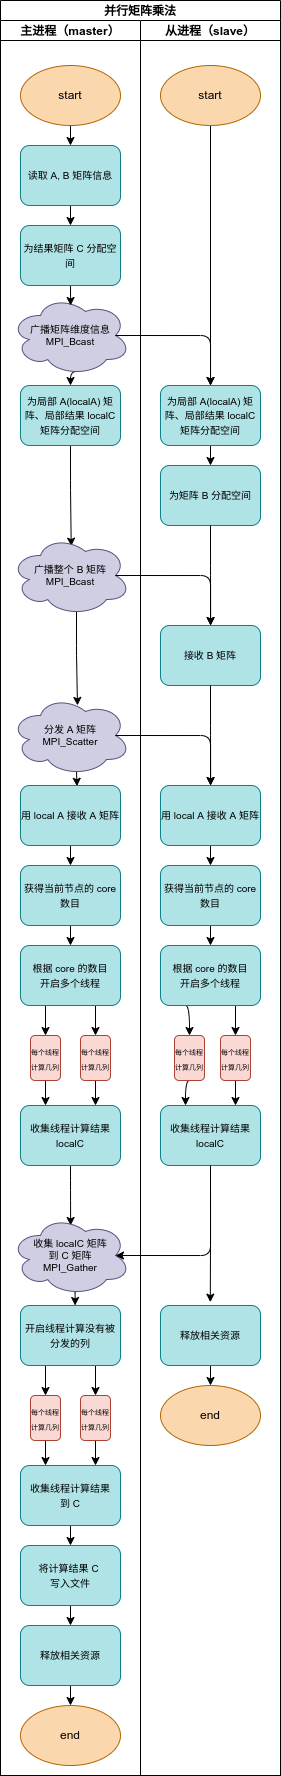 并行矩阵乘法
主进程（master）
从进程（slave）
start
start
读取 A, B 矩阵信息
为结果矩阵 C 分配空
间
广播矩阵维度信息
MPI_Bcast
为局部 A(localA) 矩
阵、局部结果 localC
矩阵分配空间
为局部 A(localA) 矩
阵、局部结果 localC
矩阵分配空间
为矩阵 B 分配空间
广播整个 B 矩阵
MPI_Bcast
接收 B 矩阵
分发 A 矩阵
MPI_Scatter
用 local A 接收 A 矩阵
用 local A 接收 A 矩阵
获得当前节点的 core
数目
获得当前节点的 core
数目
根据 core 的数目
开启多个线程
根据 core 的数目
开启多个线程
每个线程
计算几列
每个线程
计算几列
每个线程
计算几列
每个线程
计算几列
收集线程计算结果
localC
收集线程计算结果
localC
收集 localC 矩阵
到 C 矩阵
MPI_Gather
开启线程计算没有被
分发的列
释放相关资源
每个线程
计算几列
每个线程
计算几列
end
收集线程计算结果
到 C
将计算结果 C
写入文件
释放相关资源
end